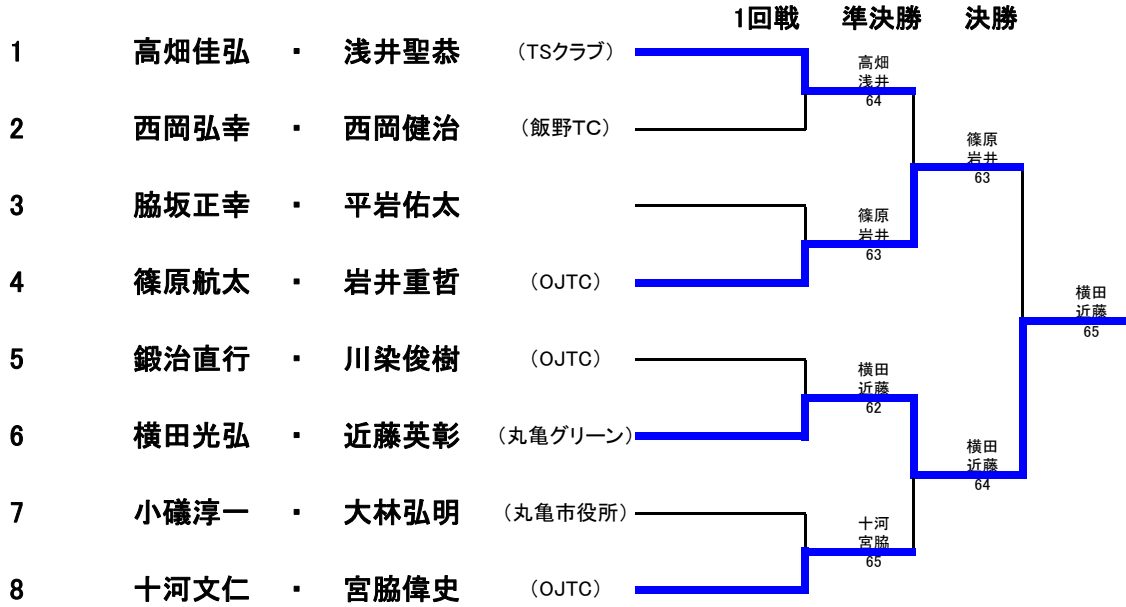 1回戦 準決勝 決勝
1 高畑佳弘 ・ 浅井聖恭 (TSクラブ)
高畑
浅井
64
2 西岡弘幸 ・ 西岡健治 (飯野TC)
篠原
岩井
63
3 脇坂正幸 ・ 平岩佑太
篠原
岩井
63
4 篠原航太 ・ 岩井重哲 (OJTC)
横田
近藤
65
5 鍛治直行 ・ 川染俊樹 (OJTC)
横田
近藤
62
6 横田光弘 ・ 近藤英彰 (丸亀グリーン)
横田
近藤
64
7 小礒淳一 ・ 大林弘明 (丸亀市役所)
十河
宮脇
65
8 十河文仁 ・ 宮脇偉史 (OJTC)